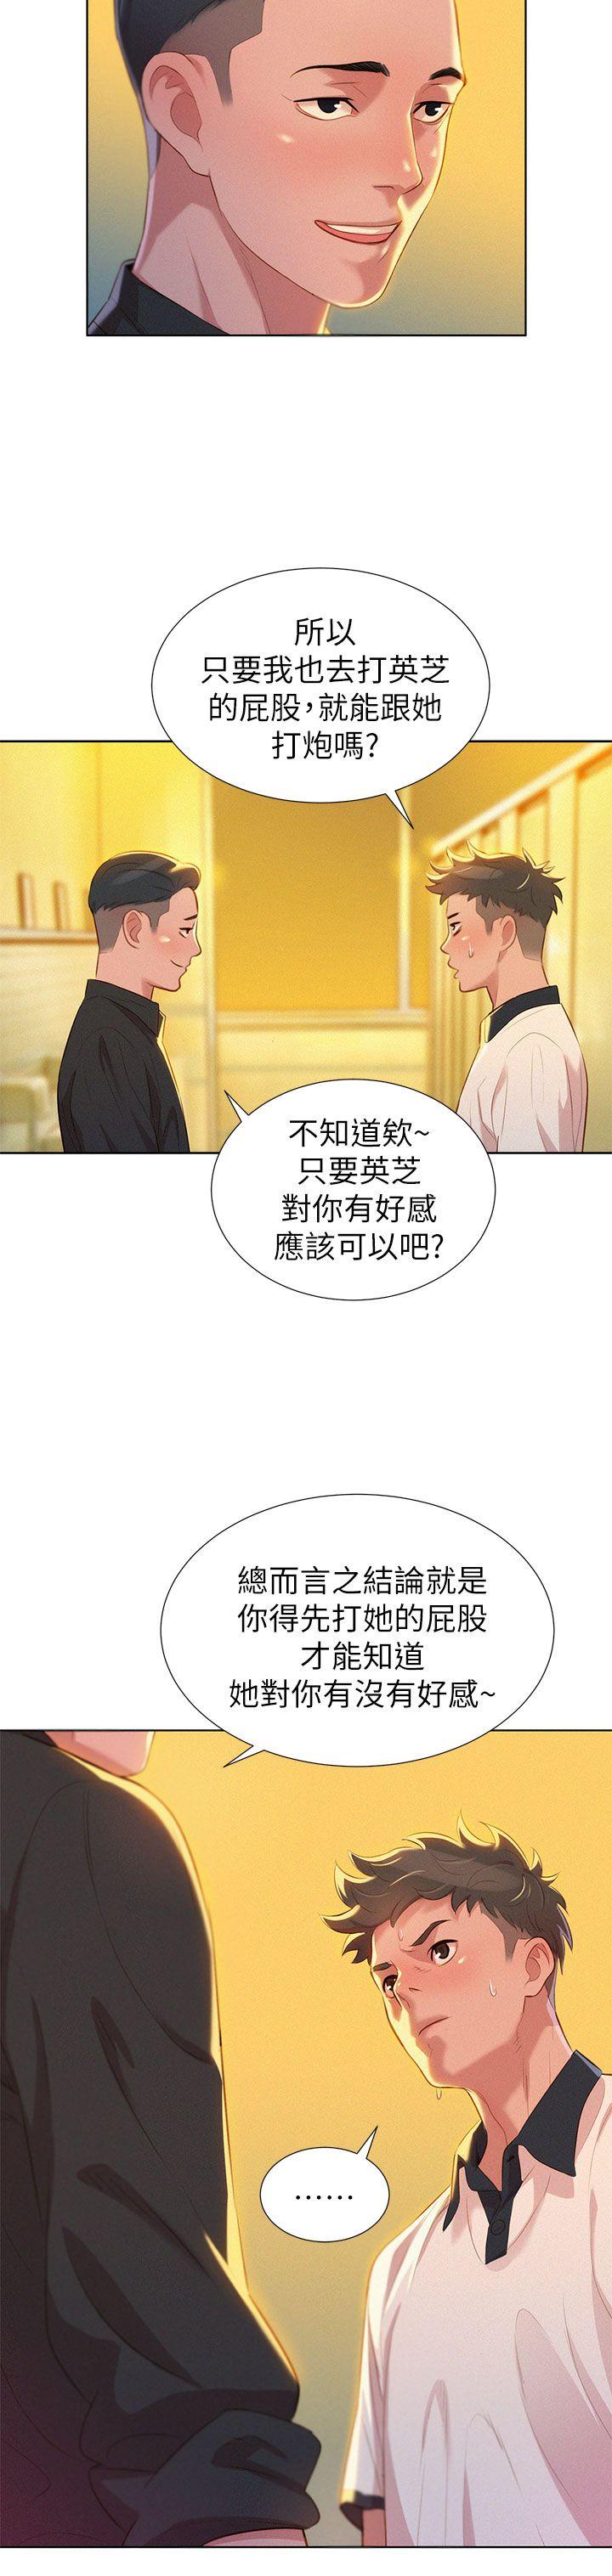 所以
只要我也去打英芝
的屁股，就能跟她
打炮嗎?
不知道欸~
只要英芝
對你有好感
應該可以吧?
總而言之結論就是
你得先打她的屁股
才能知道
她對你有沒有好感~
……